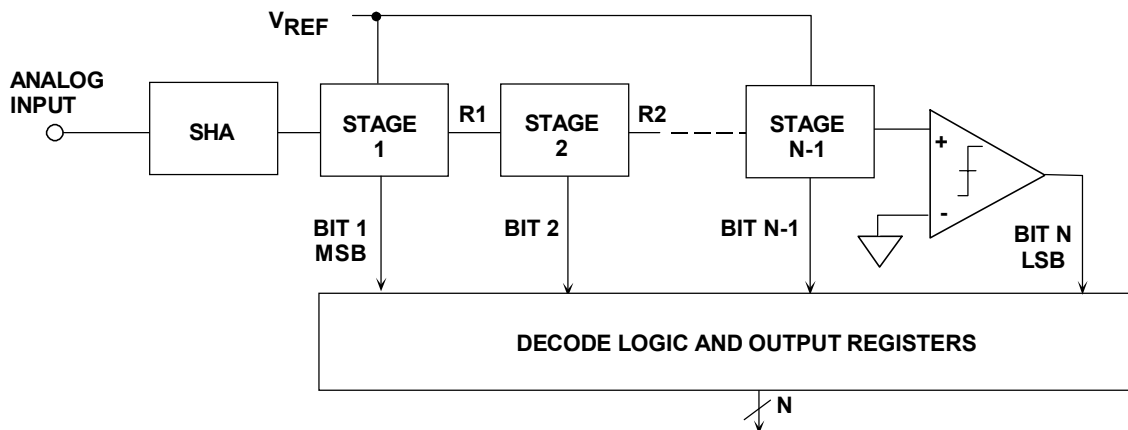 VREF
ANALOG
INPUT
SHA
STAGE
1
R1
STAGE
2
R2
STAGE
N-1
+
-
BIT 1
MSB
BIT 2
BIT N-1
BIT N
LSB
DECODE LOGIC AND OUTPUT REGISTERS
N